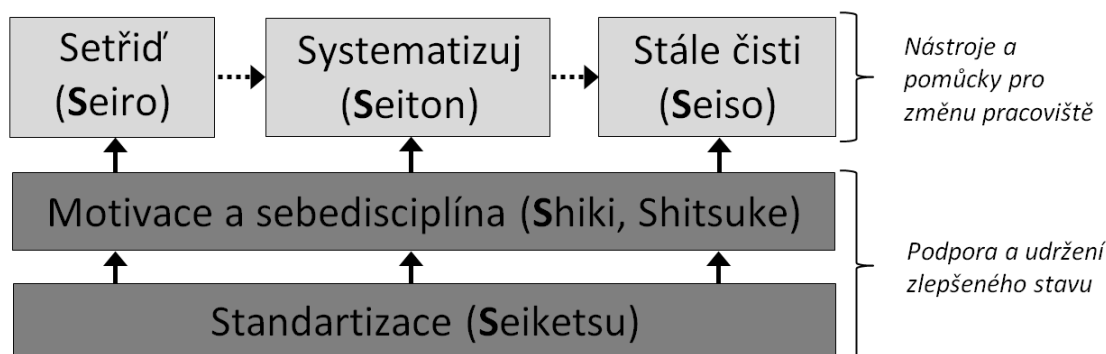 Setřiď
(Seiro)
Systematizuj
(Seiton)
Stále čisti
(Seiso)
Nástroje a
pomůcky pro
změnu pracoviště
Motivace a sebedisciplína (Shiki, Shitsuke)
Standartizace (Seiketsu)
Podpora a udržení
zlepšeného stavu